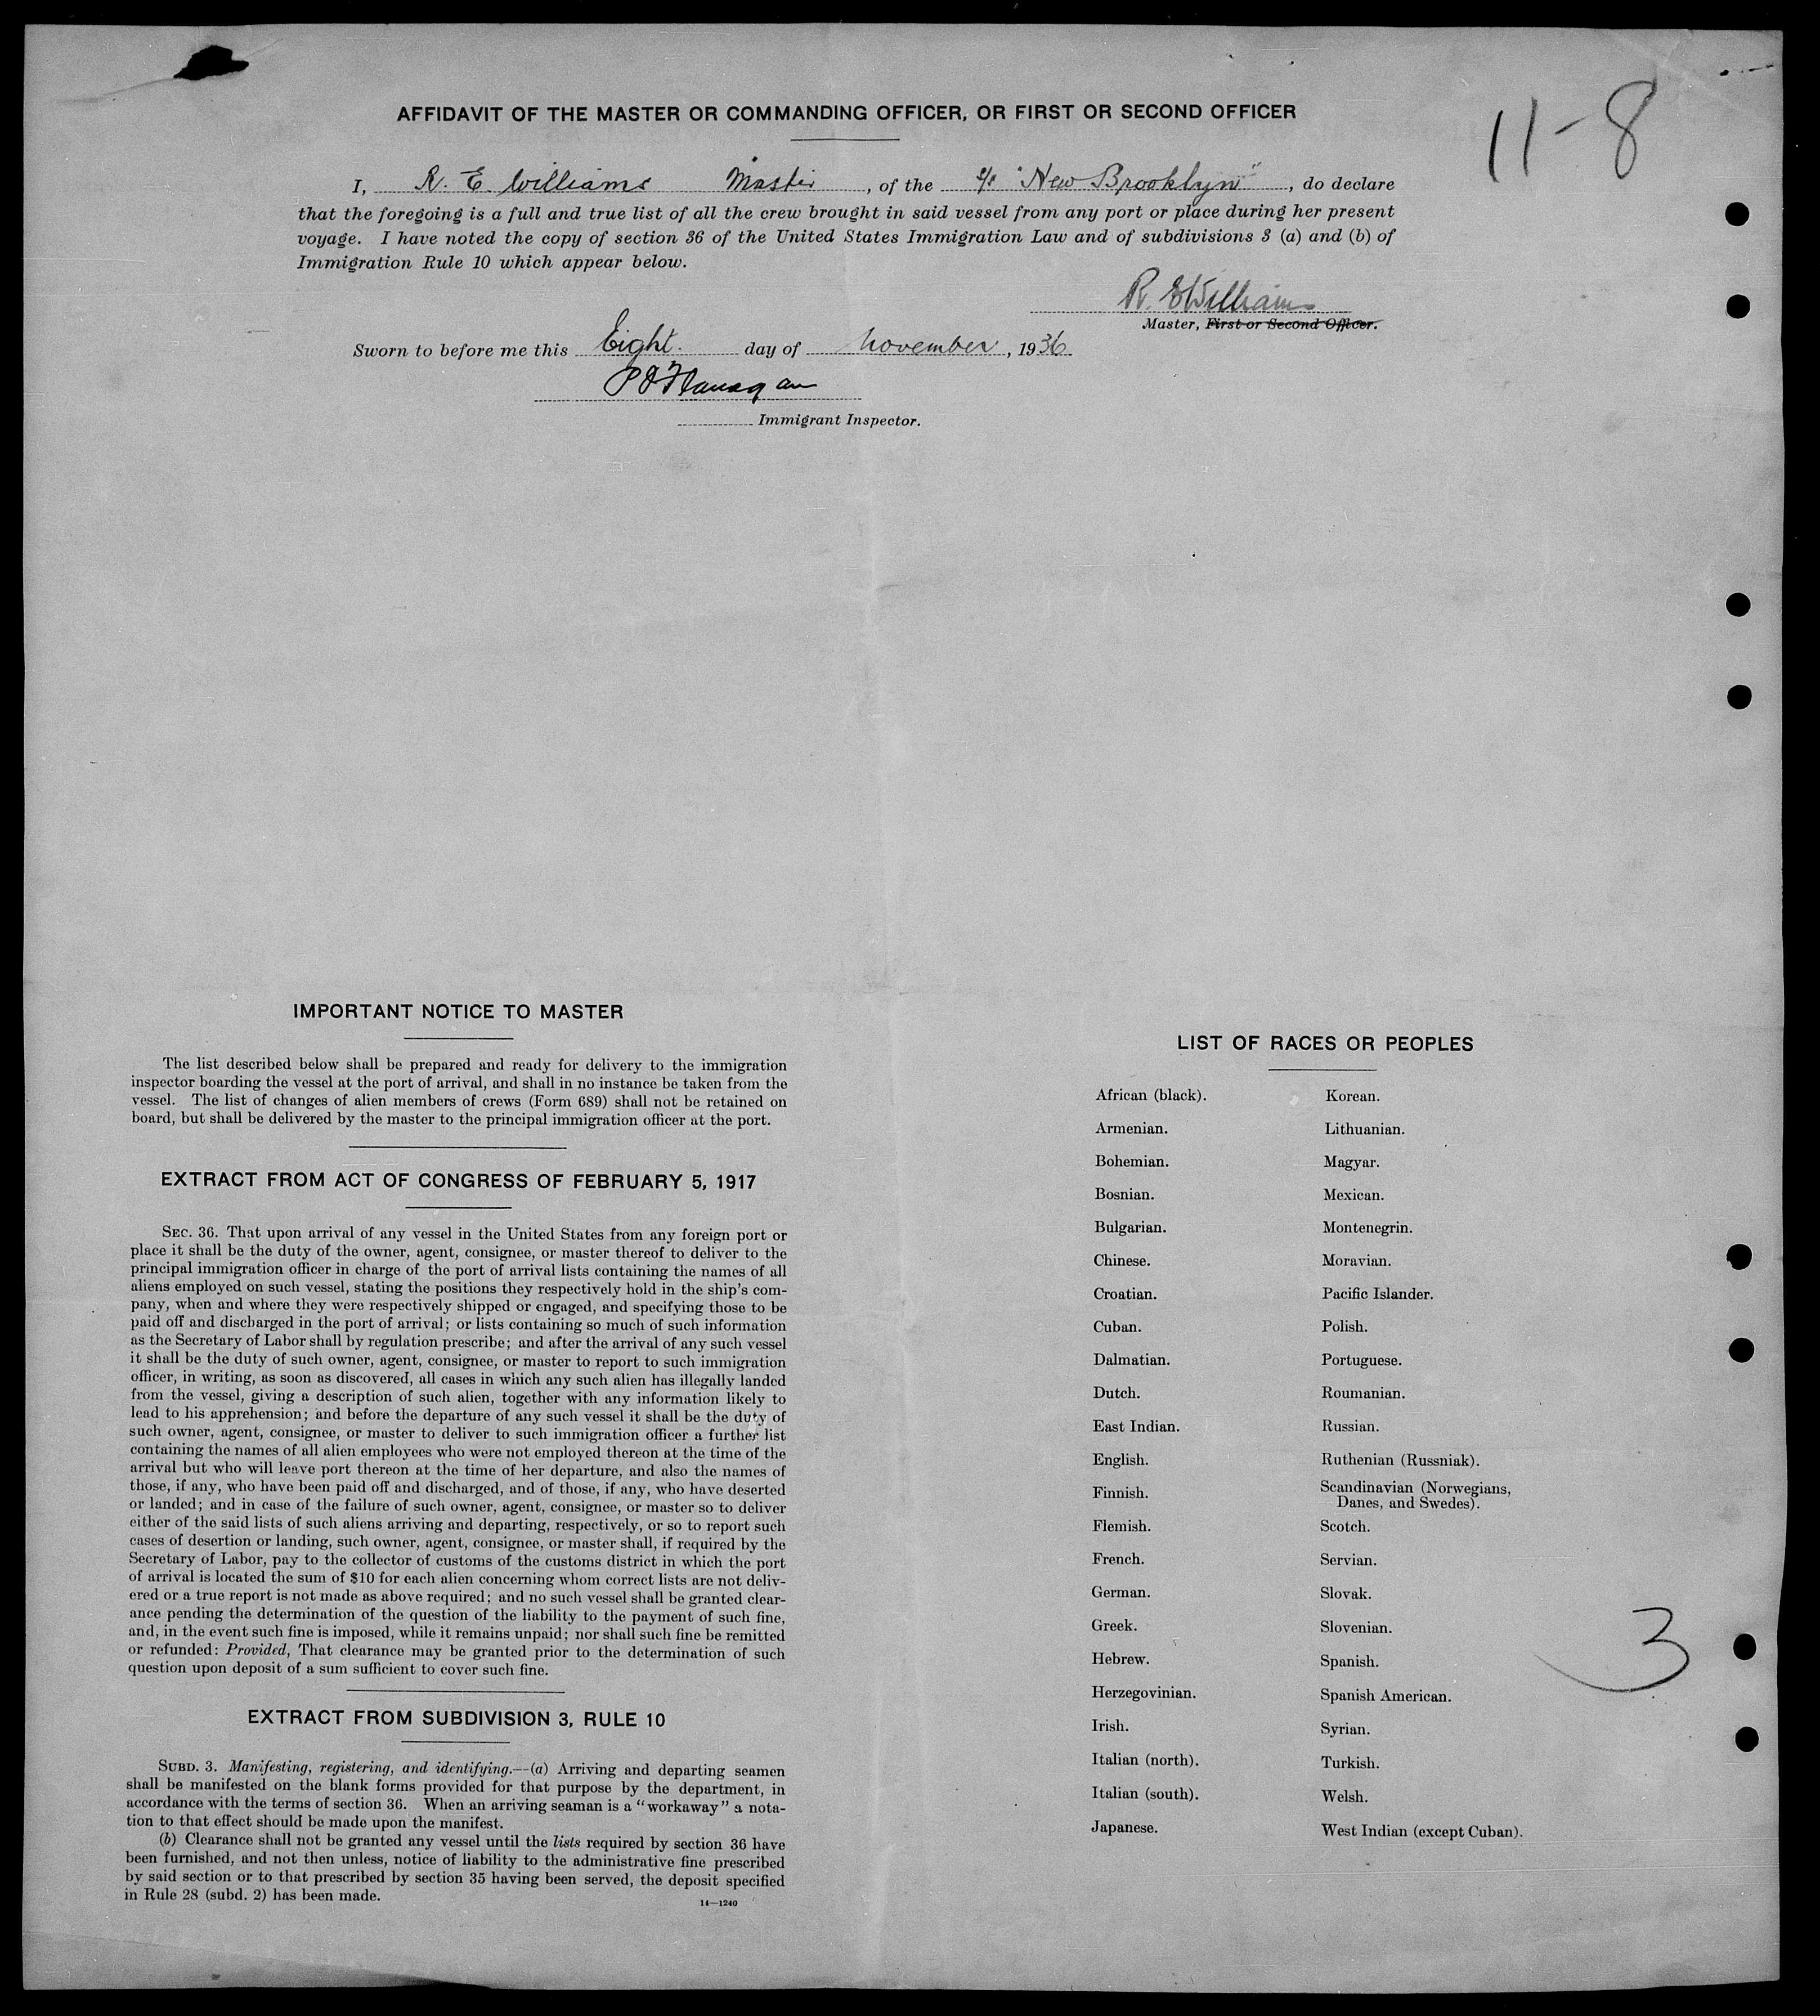 11-8
AFFIDAVIT OF THE MASTER OR COMMANDING OFFICER, OR FIRST OR SECOND OFFICER
I, R. E. Williams Master, of the S/S "New Brooklyn", do declare
that the foregoing is a full and true list of all the crew brought in said vessel from any port or place during her present
voyage. I have noted the copy of section 36 of the United States Immigration Law and of subdivisions 3 (a) and (b) of
Immigration Rule 10 which appear below.
R. E Williams
Master, First or Second Officer.
Sworn to before me this Eight. day of November, 1936
P O'Flanagan
Immigrant Inspector.
IMPORTANT NOTICE TO MASTER
The list described below shall be prepared and ready for delivery to the immigration
inspector boarding the vessel at the port of arrival, and shall in no instance be taken from the
vessel. The list of changes of alien members of crews (Form 689) shall not be retained on
board, but shall be delivered by the master to the principal immigration officer at the port.
EXTRACT FROM ACT OF CONGRESS OF FEBRUARY 5, 1917
SEC. 36. That upon arrival of any vessel in the United States from any foreign port or
place it shall be the duty of the owner, agent, consignee, or master thereof to deliver to the
principal immigration officer in charge of the port of arrival lists containing the names of all
aliens employed on such vessel, stating the positions they respectively hold in the ship's com-
pany, when and where they were respectively shipped or engaged, and specifying those to be
paid off and discharged in the port of arrival; or lists containing so much of such information
as the Secretary of Labor shall by regulation prescribe; and after the arrival of any such vessel
it shall be the duty of such owner, agent, consignee, or master to report to such immigration
officer, in writing, as soon as discovered, all cases in which any such alien has illegally landed
from the vessel, giving a description of such alien, together with any information likely to
lead to his apprehension; and before the departure of any such vessel it shall be the duty of
such owner, agent, consignee, or master to deliver to such immigration officer a further list
containing the names of all alien employees who were not employed thereon at the time of the
arrival but who will leave port thereon at the time of her departure, and also the names of
those, if any, who have been paid off and discharged, and of those, if any, who have deserted
or landed; and in case of the failure of such owner, agent, consignee, or master so to deliver
either of the said lists of such aliens arriving and departing, respectively, or so to report such
cases of desertion or landing, such owner, agent, consignee, or master shall, if required by the
Secretary of Labor, pay to the collector of customs of the customs district in which the port
of arrival is located the sum of $10 for each alien concerning whom correct lists are not deliv-
ered or a true report is not made as above required; and no such vessel shall be granted clear-
ance pending the determination of the question of the liability to the payment of such fine,
and, in the event such fine is imposed, while it remains unpaid; nor shall such fine be remitted
or refunded: Provided, That clearance may be granted prior to the determination of such
question upon deposit of a sum sufficient to cover such fine.
EXTRACT FROM SUBDIVISION 3, RULE 10
SUBD. 3. Manifesting, registering, and identifying.—(a) Arriving and departing seamen
shall be manifested on the blank forms provided for that purpose by the department, in
accordance with the terms of section 36. When an arriving seaman is a "workaway" a nota-
tion to that effect should be made upon the manifest.
(b) Clearance shall not be granted any vessel until the lists required by section 36 have
been furnished, and not then unless, notice of liability to the administrative fine prescribed
by said section or to that prescribed by section 35 having been served, the deposit specified
in Rule 28 (subd. 2) has been made.
14—1240
LIST OF RACES OR PEOPLES
African (black).
Armenian.
Bohemian.
Bosnian.
Bulgarian.
Chinese.
Croatian.
Cuban.
Dalmatian.
Dutch.
East Indian.
English.
Finnish.
Flemish.
French.
German.
Greek.
Hebrew.
Herzegovinian.
Irish.
Italian (north).
Italian (south).
Japanese.
Korean.
Lithuanian.
Magyar.
Mexican.
Montenegrin.
Moravian.
Pacific Islander.
Polish.
Portuguese.
Roumanian.
Russian.
Ruthenian (Russniak).
Scandinavian (Norwegians,
Danes, and Swedes).
Scotch.
Servian.
Slovak.
Slovenian.
Spanish.
Spanish American.
Syrian.
Turkish.
Welsh.
West Indian (except Cuban).
3